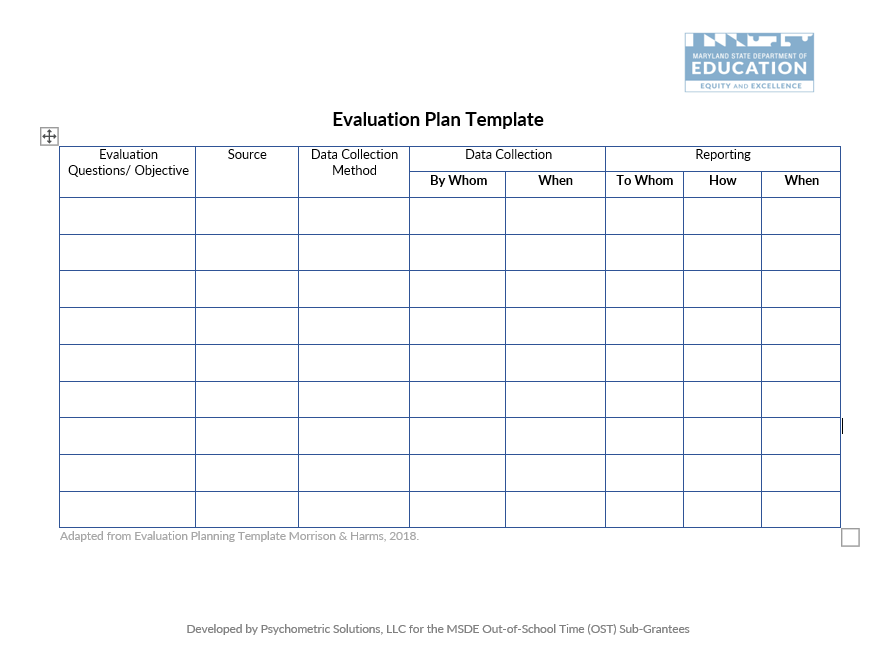 MARYLAND STATE DEPARTMENT OF
EDUCATION
EQUITY AND EXCELLENCE
Evaluation Plan Template
Evaluation
Questions/ Objective
Source
Data Collection
Method
Data Collection
Reporting
By Whom
When
To Whom
How
When
Adapted from Evaluation Planning Template Morrison & Harms, 2018.
Developed by Psychometric Solutions, LLC for the MSDE Out-of-School Time (OST) Sub-Grantees